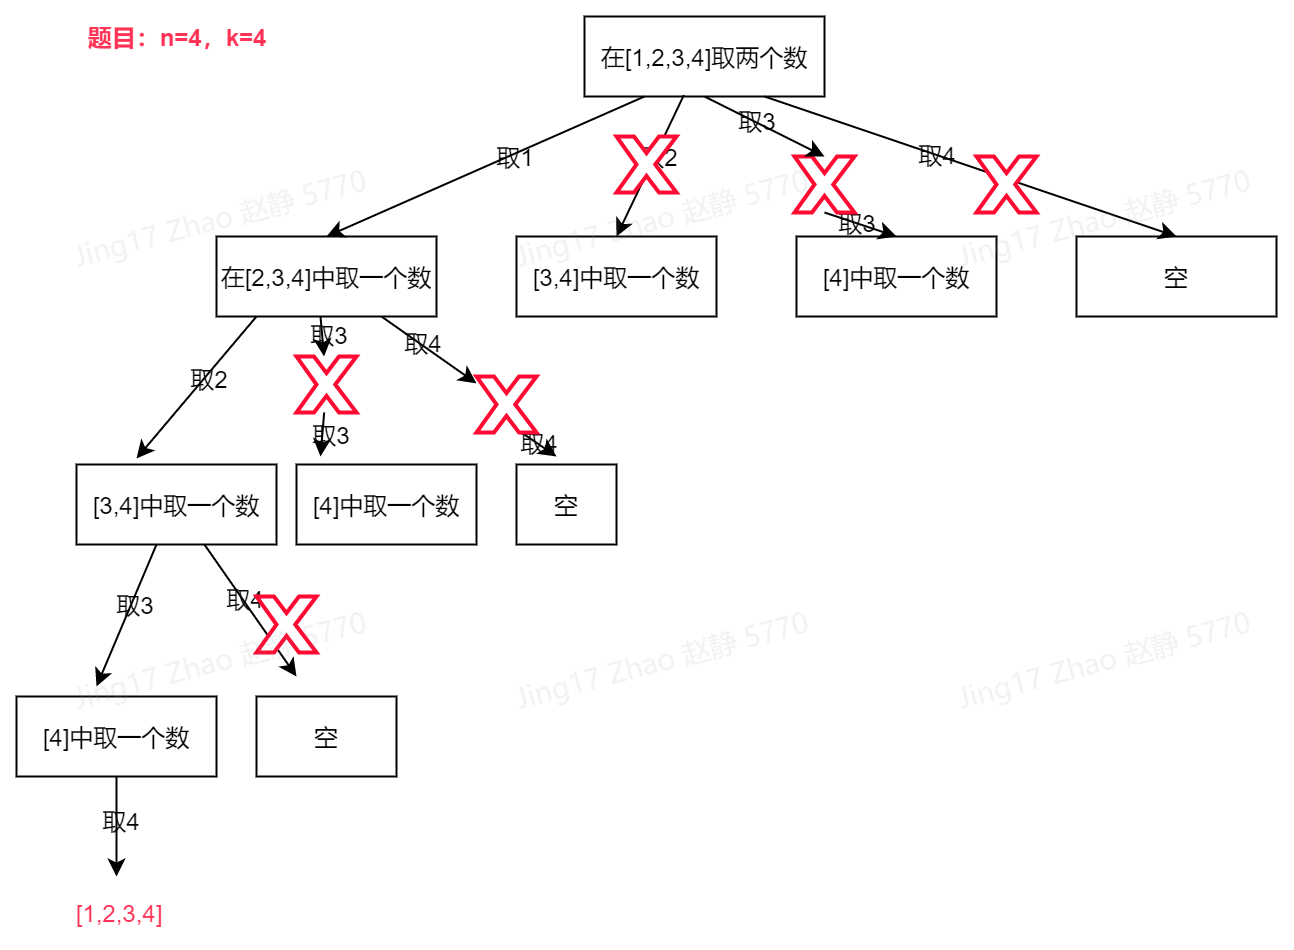 题目：n=4，k=4
在[1,2,3,4]取两个数
取1
2
取3
取4
取3
在[2,3,4]中取一个数
[3,4]中取一个数
[4]中取一个数
空
取3
取4
取2
取3
取4
[3,4]中取一个数
[4]中取一个数
空
取3
取4
[4]中取一个数
空
取4
[1,2,3,4]
Jing17 Zhao 赵静 5770
Jing17 Zhao 赵静 5770
Jing17 Zhao 赵静 5770
Jing17 Zhao 赵静 5770
Jing17 Zhao 赵静 5770
Jing17 Zhao 赵静 5770